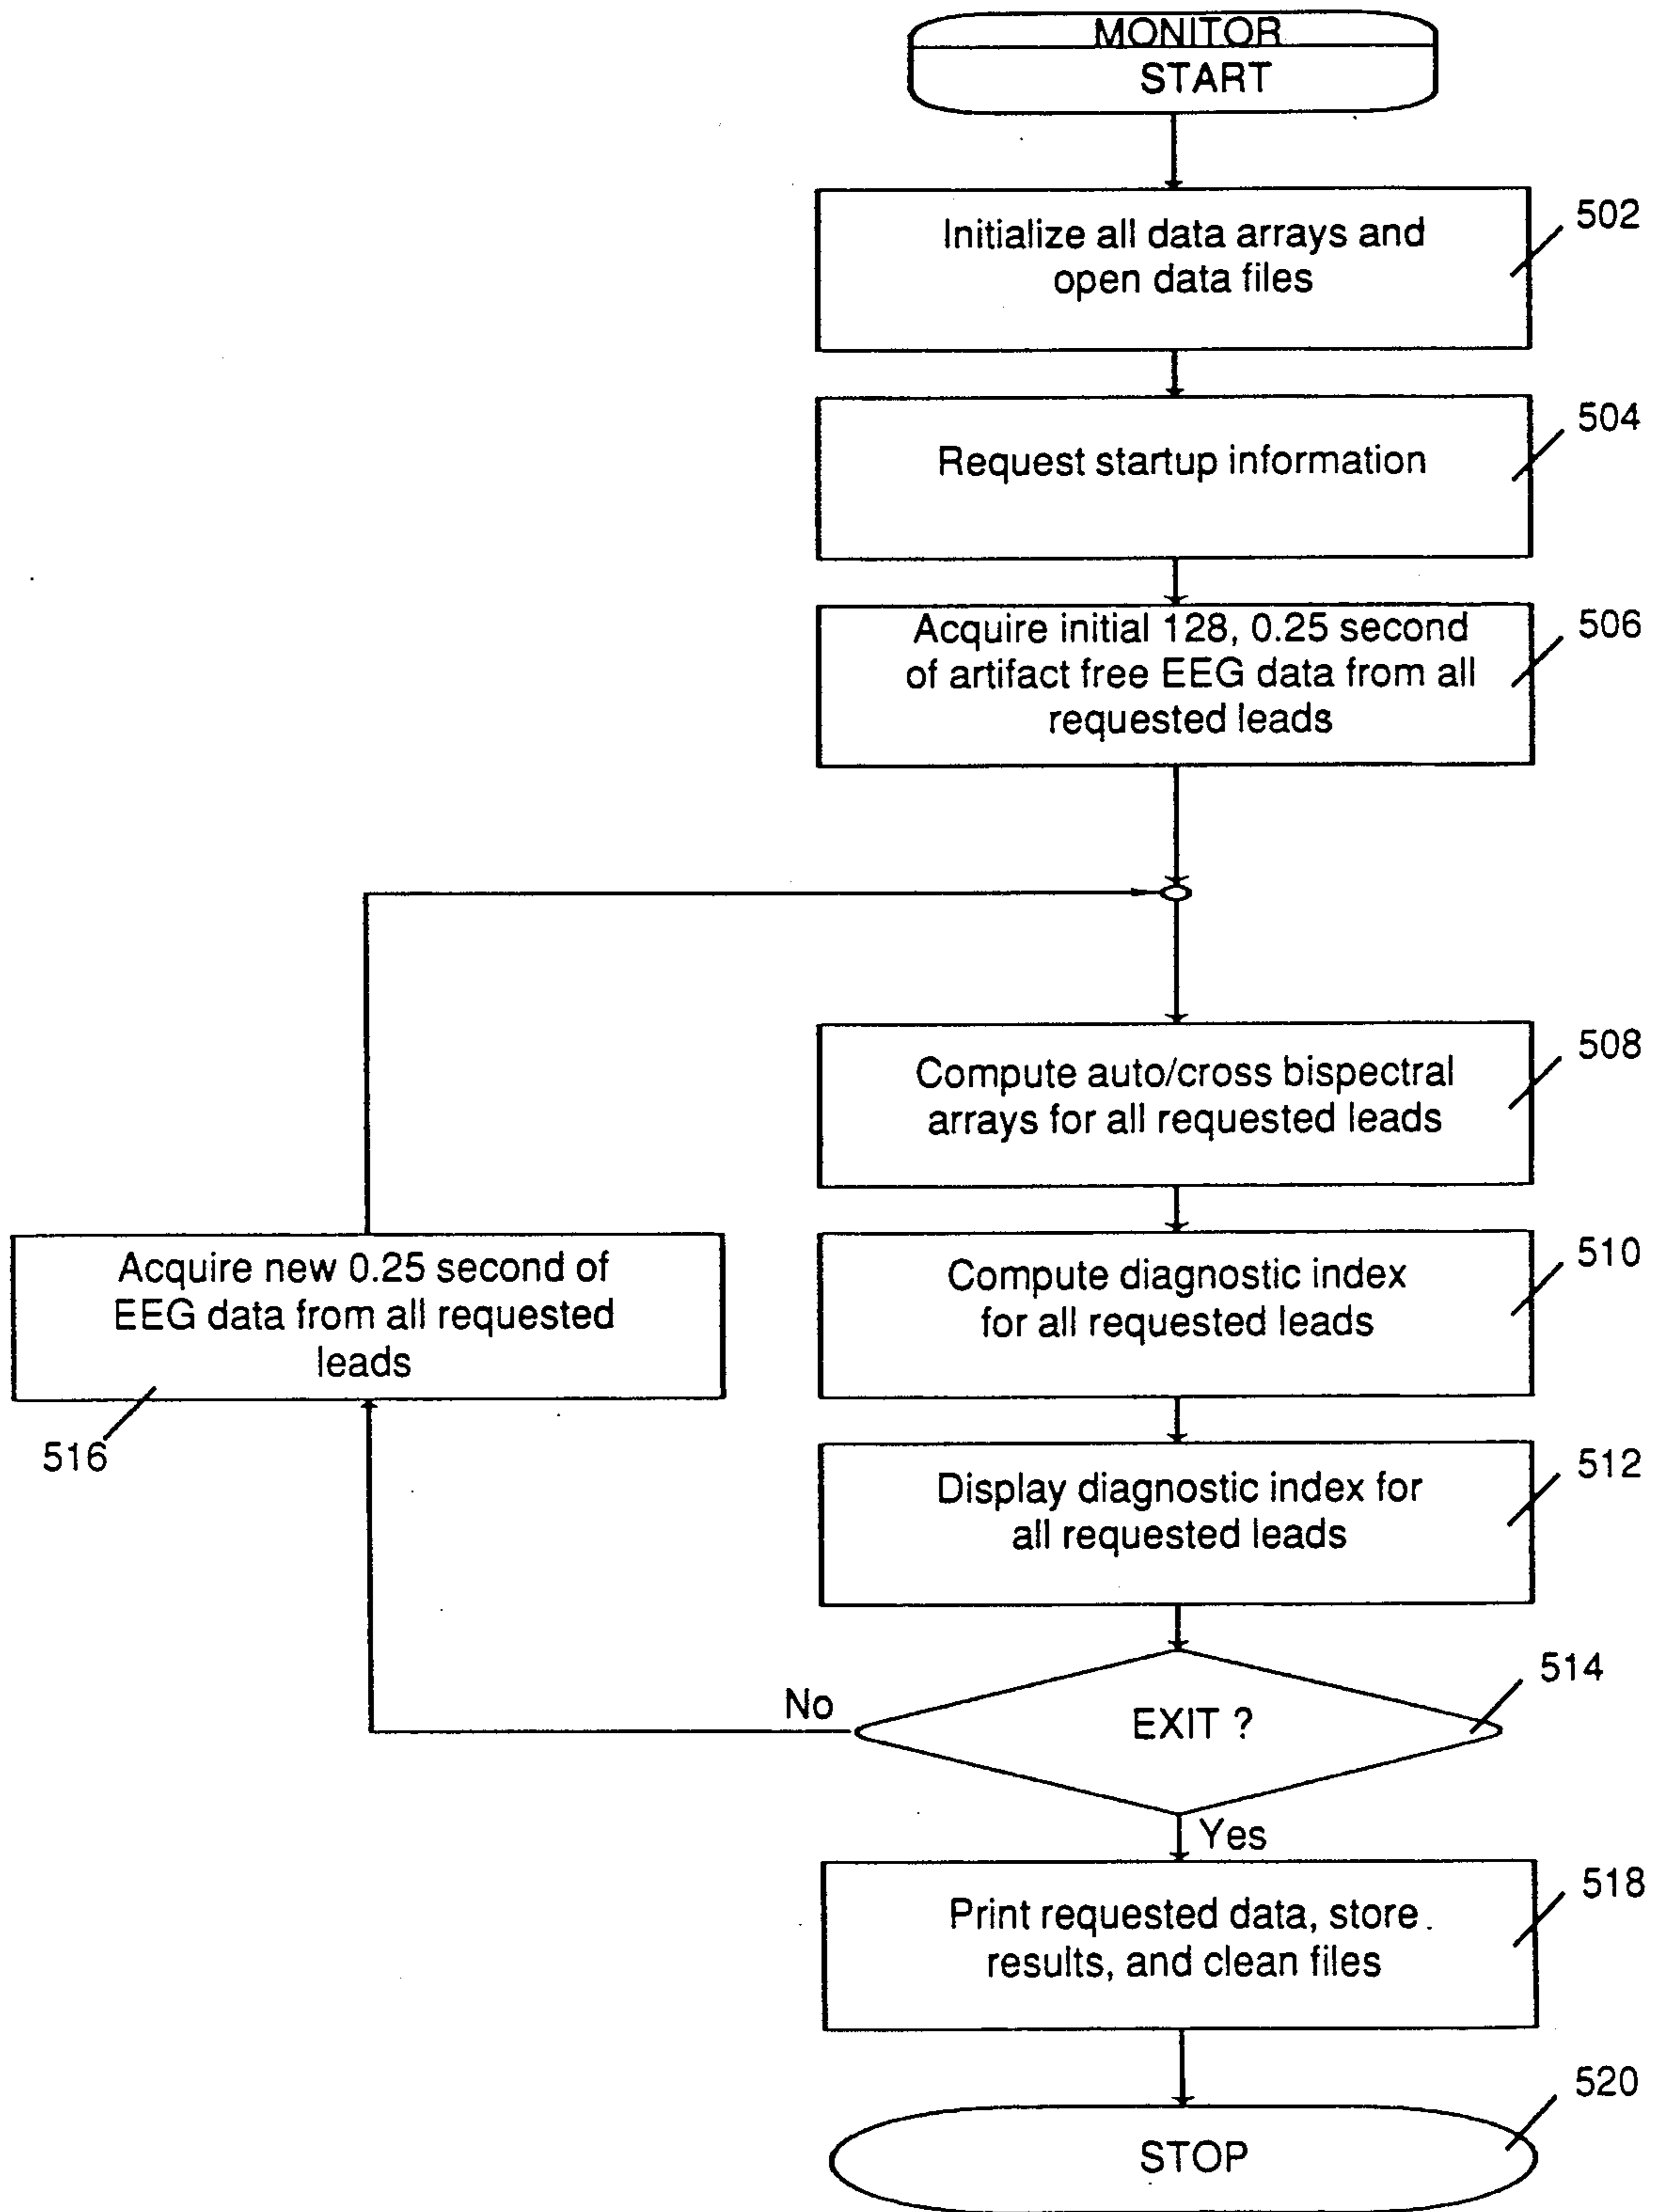 MONITOR
START
Initialize all data arrays and
open data files
502
Request startup information
504
Acquire initial 128, 0.25 second
of artifact free EEG data from all
requested leads
506
Compute auto/cross bispectral
arrays for all requested leads
508
Acquire new 0.25 second of
EEG data from all requested
leads
516
Compute diagnostic index
for all requested leads
510
Display diagnostic index for
all requested leads
512
EXIT ?
514
No
Yes
Print requested data, store
results, and clean files
518
STOP
520